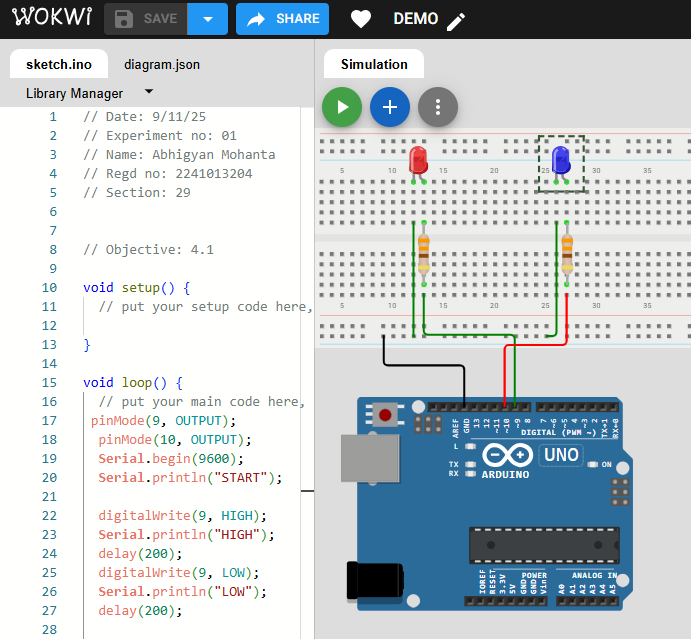 WOKWI SAVE SHARE DEMO
sketch.ino diagram.json Simulation
Library Manager
1 // Date: 9/11/25
2 // Experiment no: 01
3 // Name: Abhigyan Mohanta
4 // Regd no: 2241013204
5 // Section: 29
6
7
8 // Objective: 4.1
9
10 void setup() {
11 // put your setup code here,
12
13 }
14
15 void loop() {
16 // put your main code here,
17 pinMode(9, OUTPUT);
18 pinMode(10, OUTPUT);
19 Serial.begin(9600);
20 Serial.println("START");
21
22 digitalWrite(9, HIGH);
23 Serial.println("HIGH");
24 delay(200);
25 digitalWrite(9, LOW);
26 Serial.println("LOW");
27 delay(200);
28
5 10 15 20 25 30 35
5 10 15 20 25 30 35
AREF GND 13 12 ~11 ~10 ~9 8 7 ~6 ~5 4 ~3 2 TX→1 RX←0
DIGITAL (PWM ~)
L
TX
RX
UNO
ON
ARDUINO
IOREF RESET 3.3V 5V GND GND Vin A0 A1 A2 A3 A4 A5
POWER ANALOG IN